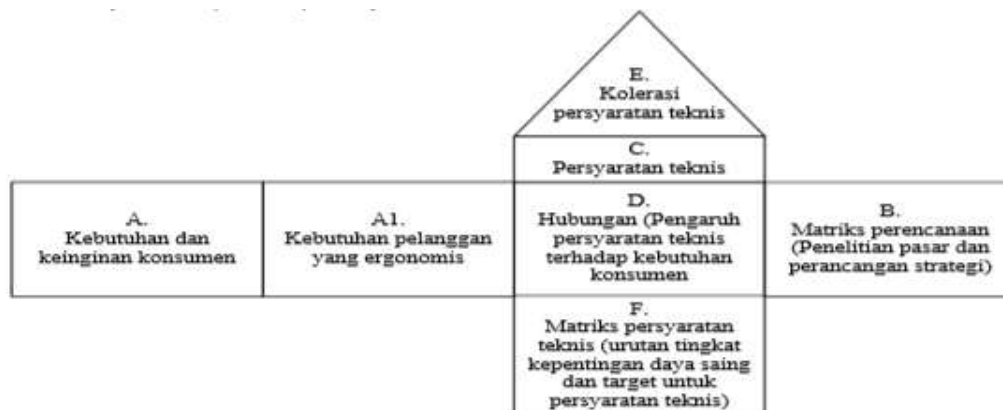 E.
Kolerasi
persyaratan teknis
C.
Persyaratan teknis
A.
Kebutuhan dan
keinginan konsumen
A1.
Kebutuhan pelanggan
yang ergonomis
D.
Hubungan (Pengaruh
persyaratan teknis
terhadap kebutuhan
konsumen
B.
Matriks perencanaan
(Penelitian pasar dan
perancangan strategi)
F.
Matriks persyaratan
teknis (urutan tingkat
kepentingan daya saing
dan target untuk
persyaratan teknis)